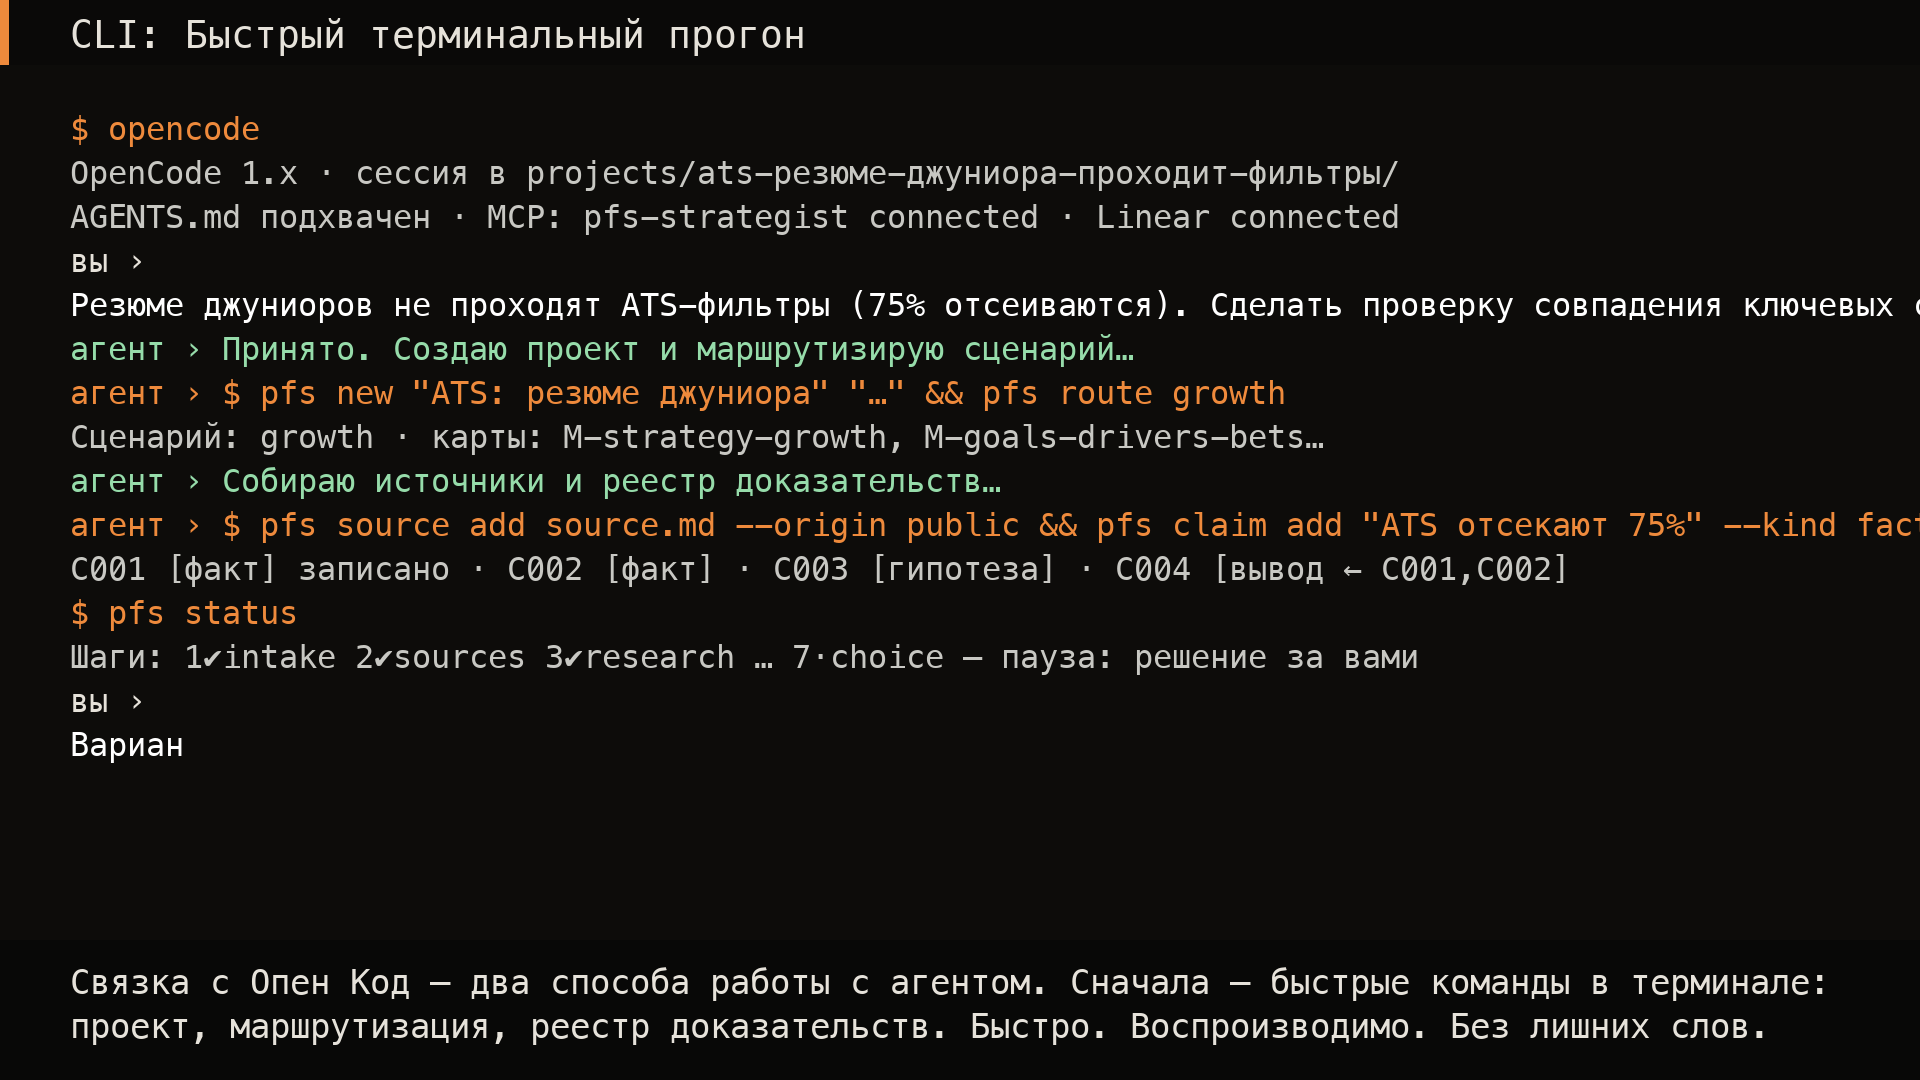 CLI: Быстрый терминальный прогон
$ opencode
OpenCode 1.x · сессия в projects/ats-резюме-джуниора-проходит-фильтры/
AGENTS.md подхвачен · MCP: pfs-strategist connected · Linear connected
вы ›
Резюме джуниоров не проходят ATS-фильтры (75% отсеиваются). Сделать проверку совпадения ключевых
агент › Принято. Создаю проект и маршрутизирую сценарий…
агент › $ pfs new "ATS: резюме джуниора" "…" && pfs route growth
Сценарий: growth · карты: M-strategy-growth, M-goals-drivers-bets…
агент › Собираю источники и реестр доказательств…
агент › $ pfs source add source.md --origin public && pfs claim add "ATS отсекают 75%" --kind fact
C001 [факт] записано · C002 [факт] · C003 [гипотеза] · C004 [вывод ← C001,C002]
$ pfs status
Шаги: 1✔intake 2✔sources 3✔research … 7·choice — пауза: решение за вами
вы ›
Вариан
Связка с Опен Код — два способа работы с агентом. Сначала — быстрые команды в терминале:
проект, маршрутизация, реестр доказательств. Быстро. Воспроизводимо. Без лишних слов.